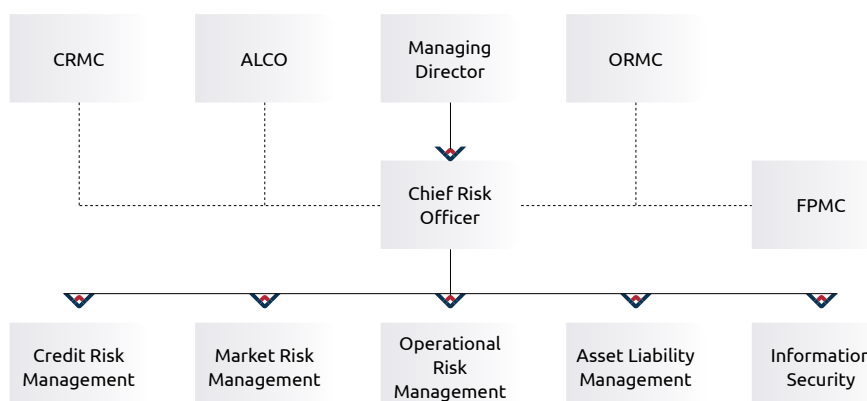 CRMC
ALCO
Managing
Director
ORMC
Chief Risk
Officer
FPMC
Credit Risk
Management
Market Risk
Management
Operational
Risk
Management
Asset Liability
Management
Information
Security